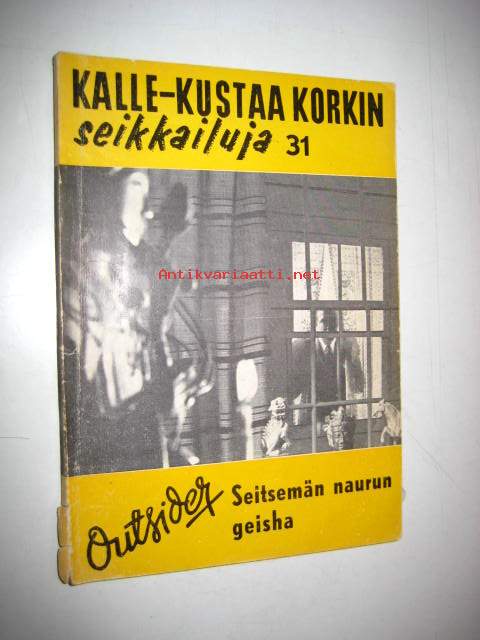 KALLE-KUSTAA KORKIN
seikkailuja 31
Antikvariaatti.net
Outsider
Seitsemän naurun
geisha